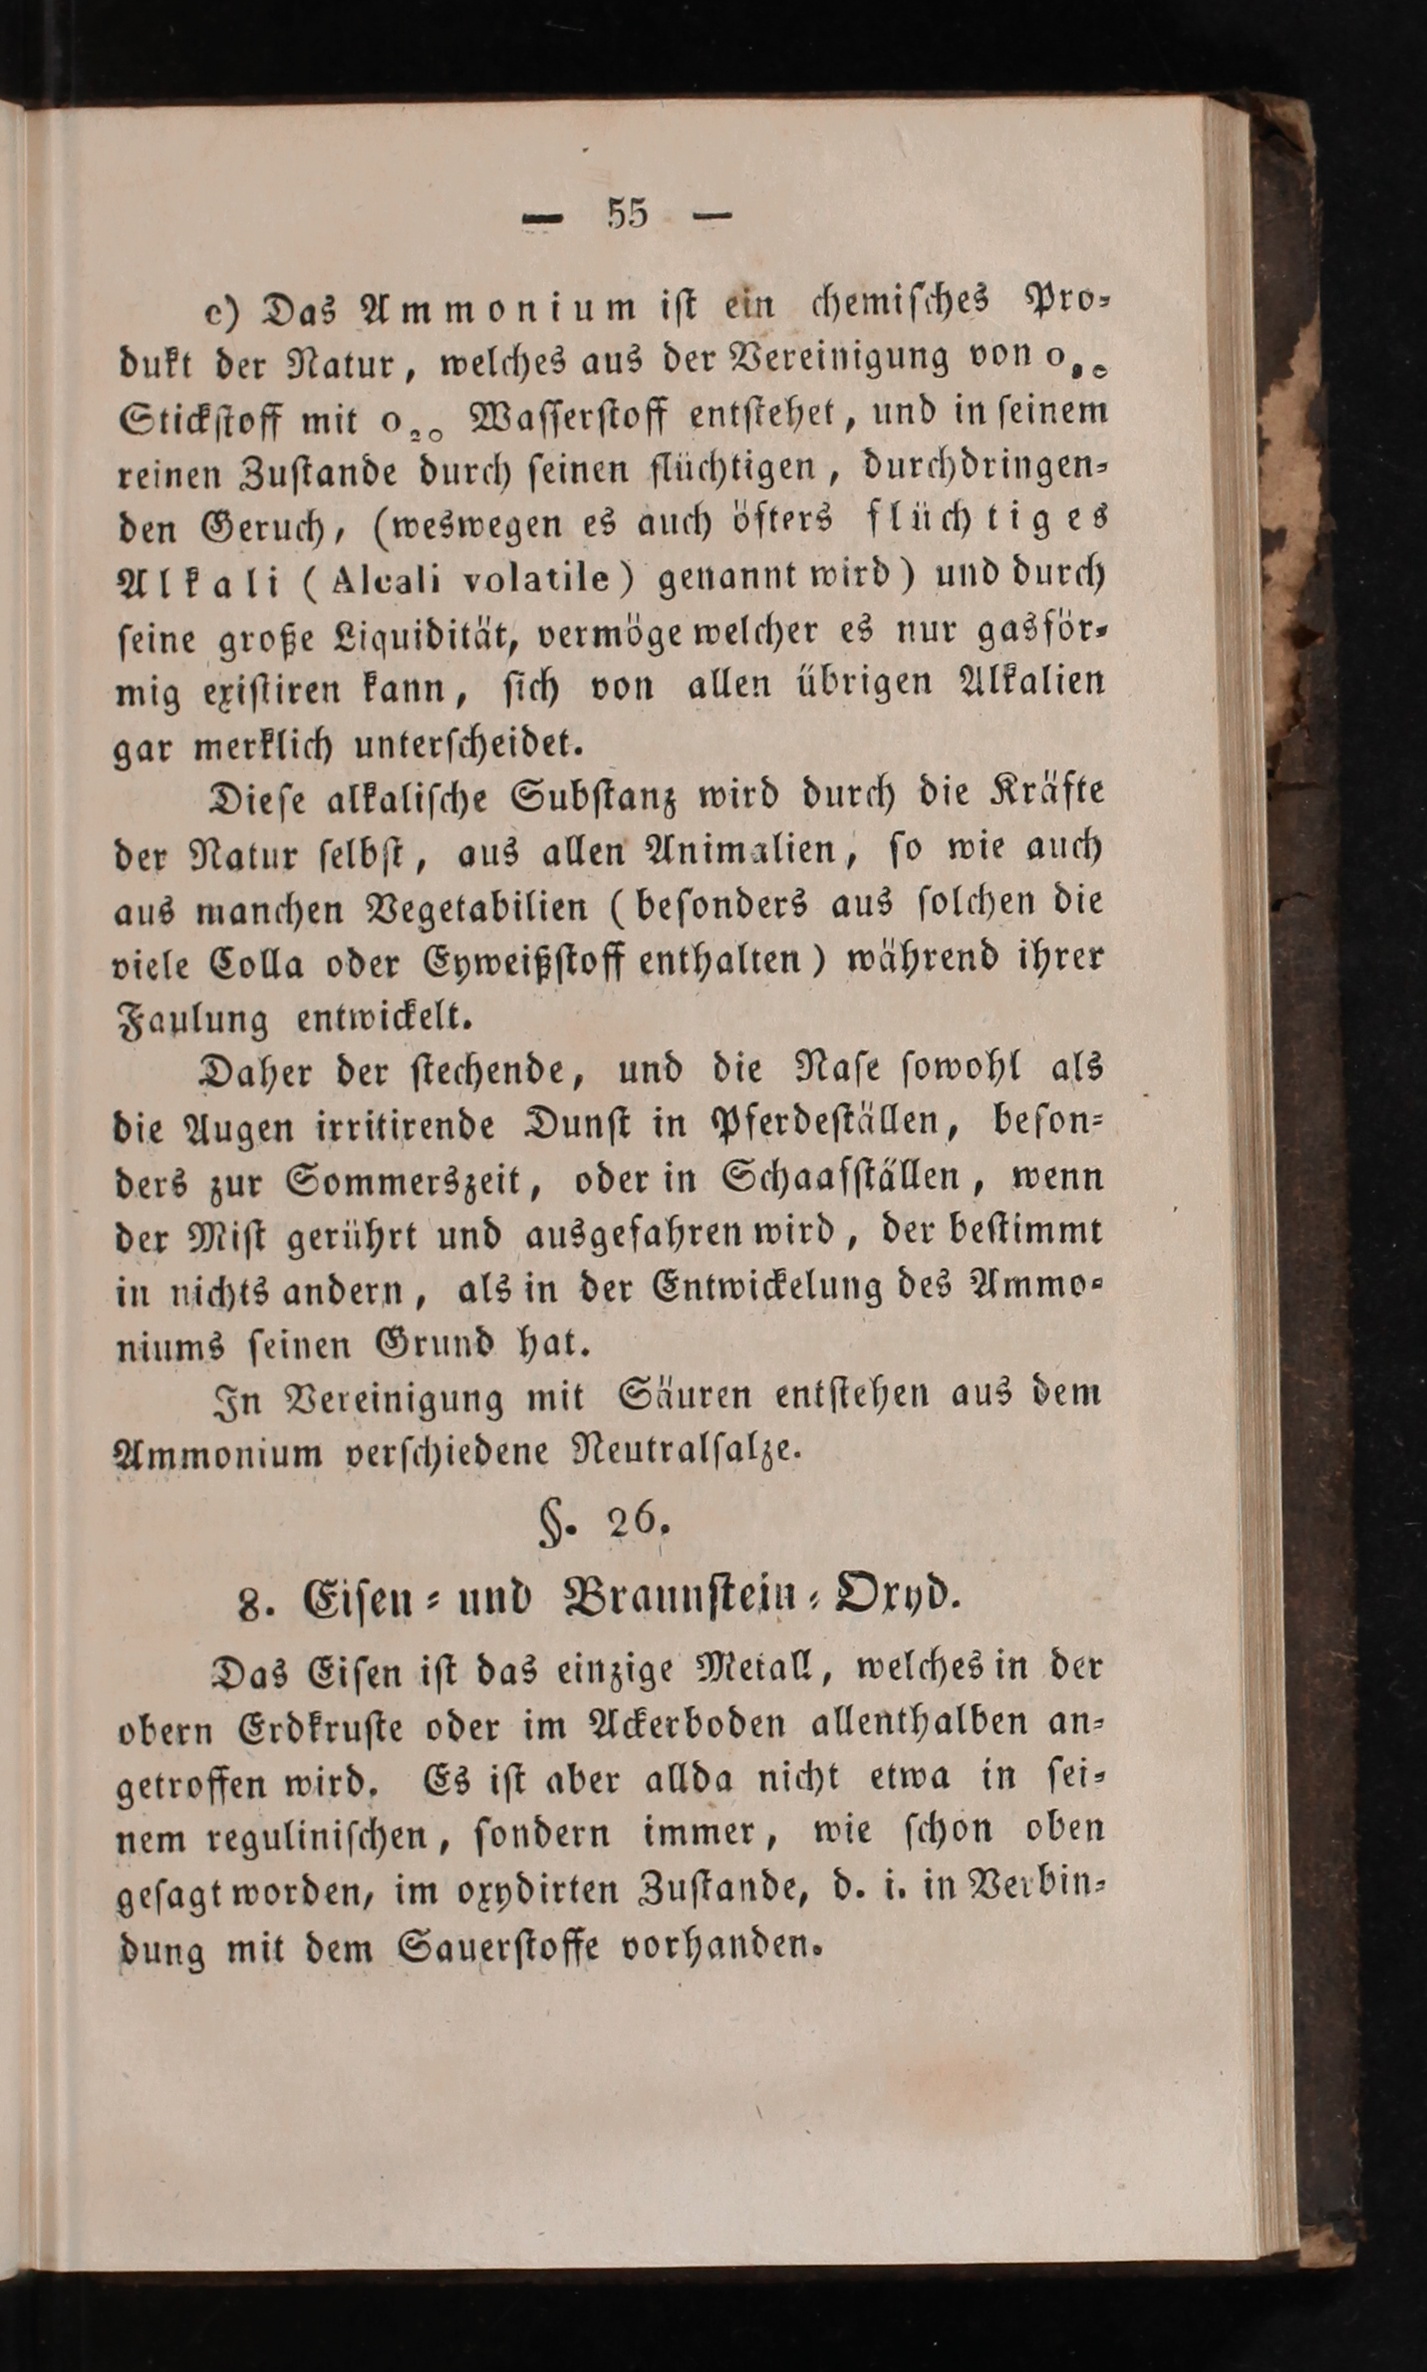 — 55 —
c) Das Ammonium iſt ein chemiſches Pro⸗
dukt der Natur, welches aus der Vereinigung von
Stickſtoff mit o,₂₀ Waſſerſtoff entſtehet, und in ſeinem
reinen Zuſtande durch ſeinen flüchtigen, durchdringen⸗
den Geruch, (weswegen es auch öfters flüchtiges
Alkali (Alcali volatile) genannt wird) und durch
ſeine große Liquidität, vermöge welcher es nur gasför⸗
mig exiſtiren kann, ſich von allen übrigen Alkalien
gar merklich unterſcheidet.
Dieſe alkaliſche Subſtanz wird durch die Kräfte
der Natur ſelbſt, aus allen Animalien, ſo wie auch
aus manchen Vegetabilien (beſonders aus ſolchen die
viele Colla oder Eyweißſtoff enthalten) während ihrer
Faulung entwickelt.
Daher der ſtechende, und die Naſe ſowohl als
die Augen irritirende Dunſt in Pferdeſtällen, beſon⸗
ders zur Sommerszeit, oder in Schaafſtällen, wenn
der Miſt gerührt und ausgefahren wird, der beſtimmt
in nichts andern, als in der Entwickelung des Ammo⸗
niums ſeinen Grund hat.
In Vereinigung mit Säuren entſtehen aus dem
Ammonium verſchiedene Neutralſalze.
§. 26.
8. Eiſen⸗ und Braunſtein⸗Oxyd.
Das Eiſen iſt das einzige Metall, welches in der
obern Erdkruſte oder im Ackerboden allenthalben an⸗
getroffen wird. Es iſt aber allda nicht etwa in ſei⸗
nem reguliniſchen, ſondern immer, wie ſchon oben
geſagt worden, im oxydirten Zuſtande, d. i. in Verbin⸗
dung mit dem Sauerſtoffe vorhanden.